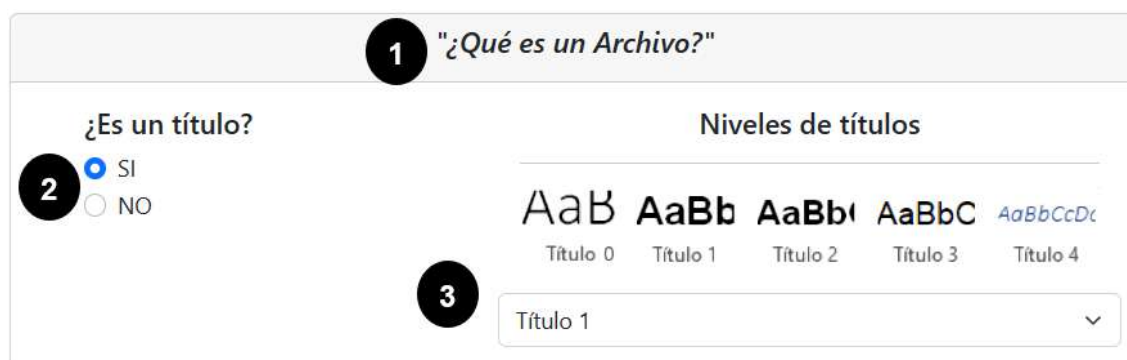 1 "¿Qué es un Archivo?"
¿Es un título?
2
SI
NO
Niveles de títulos
AaB AaBb AaBb( AaBbC AaBbCcDc
Título 0 Título 1 Título 2 Título 3 Título 4
3
Título 1